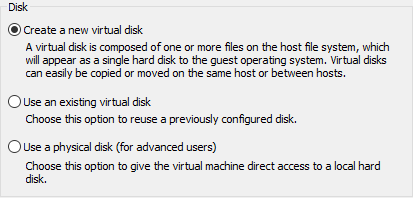 Disk
Create a new virtual disk
A virtual disk is composed of one or more files on the host file system, which
will appear as a single hard disk to the guest operating system. Virtual disks
can easily be copied or moved on the same host or between hosts.
Use an existing virtual disk
Choose this option to reuse a previously configured disk.
Use a physical disk (for advanced users)
Choose this option to give the virtual machine direct access to a local hard
disk.